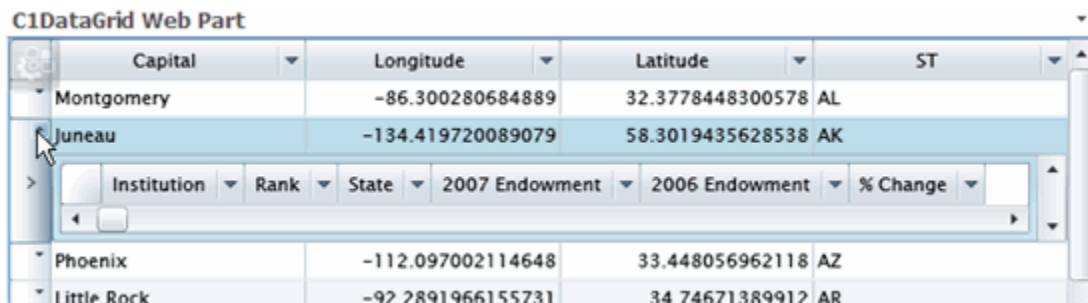 C1DataGrid Web Part
Capital Longitude Latitude ST
Montgomery -86.300280684889 32.3778448300578 AL
Juneau -134.419720089079 58.3019435628538 AK
Institution Rank State 2007 Endowment 2006 Endowment % Change
Phoenix -112.097002114648 33.448056962118 AZ
Little Rock -92.2891966155731 34.74671389912 AR